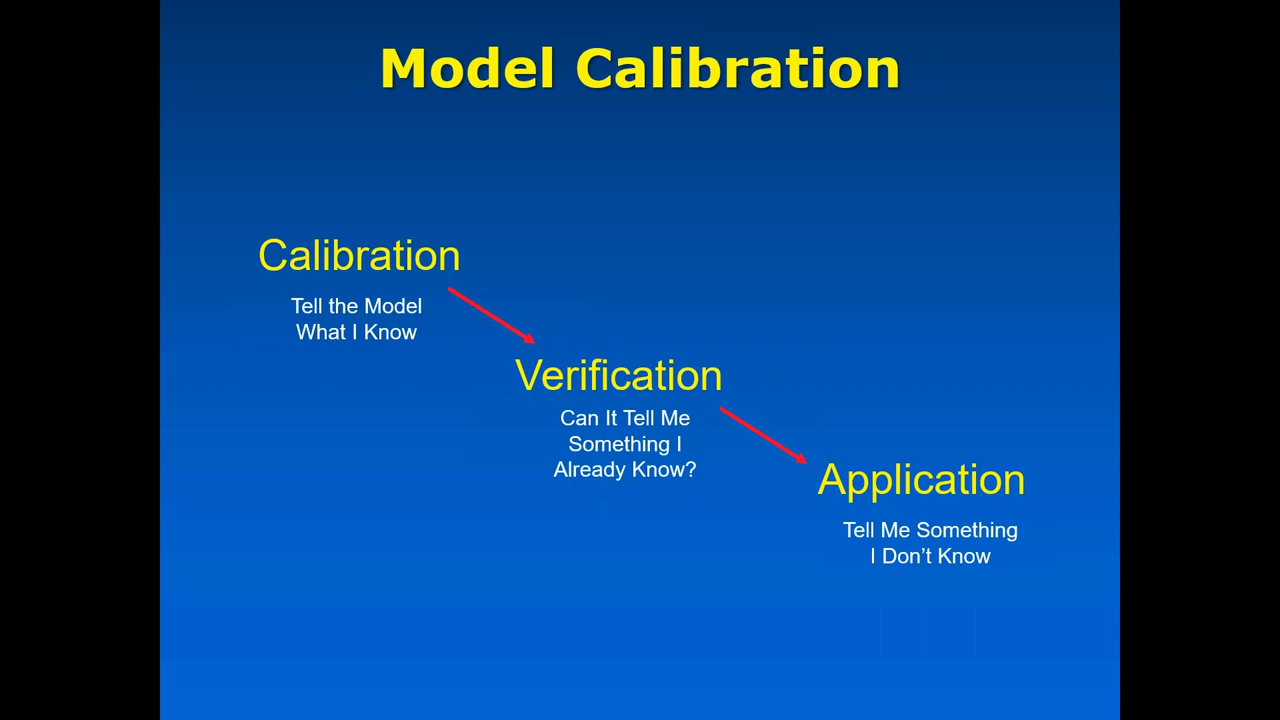 Model Calibration
Calibration
Tell the Model
What I Know
Verification
Can It Tell Me
Something I
Already Know?
Application
Tell Me Something
I Don’t Know